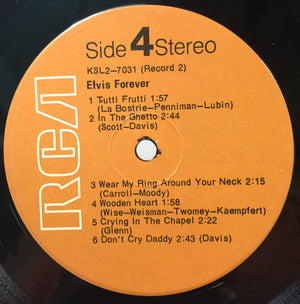 RCA
Side 4 Stereo
KSL2-7031 (Record 2)
Elvis Forever
1 Tutti Frutti 1:57
(La Bostrie-Penniman-Lubin)
2 In The Ghetto 2:44
(Scott-Davis)
3 Wear My Ring Around Your Neck 2:15
(Carroll-Moody)
4 Wooden Heart 1:58
(Wise-Weisman-Twomey-Kaempfert)
5 Crying In The Chapel 2:22
(Glenn)
6 Don't Cry Daddy 2:43 (Davis)